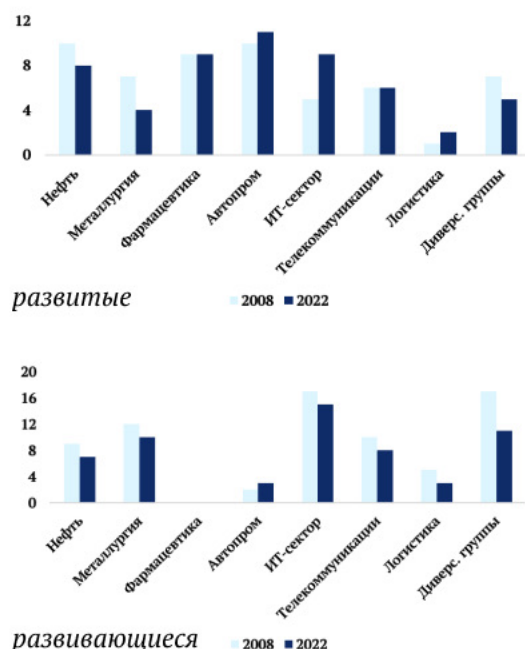 12
8
4
0
Нефть
Металлургия
Фармацевтика
Автопром
ИТ-сектор
Телекоммуникации
Логистика
Диверс. группы
развитые
2008 2022
20
16
12
8
4
0
Нефть
Металлургия
Фармацевтика
Автопром
ИТ-сектор
Телекоммуникации
Логистика
Диверс. группы
развивающиеся
2008 2022